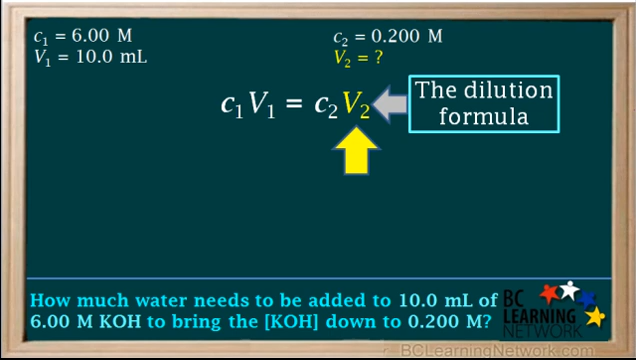 c₁ = 6.00 M
V₁ = 10.0 mL
c₂ = 0.200 M
V₂ = ?
c₁V₁ = c₂V₂
The dilution
formula
How much water needs to be added to 10.0 mL of
6.00 M KOH to bring the [KOH] down to 0.200 M?
BC
LEARNING
NETWORK
BCLearningNetwork.com